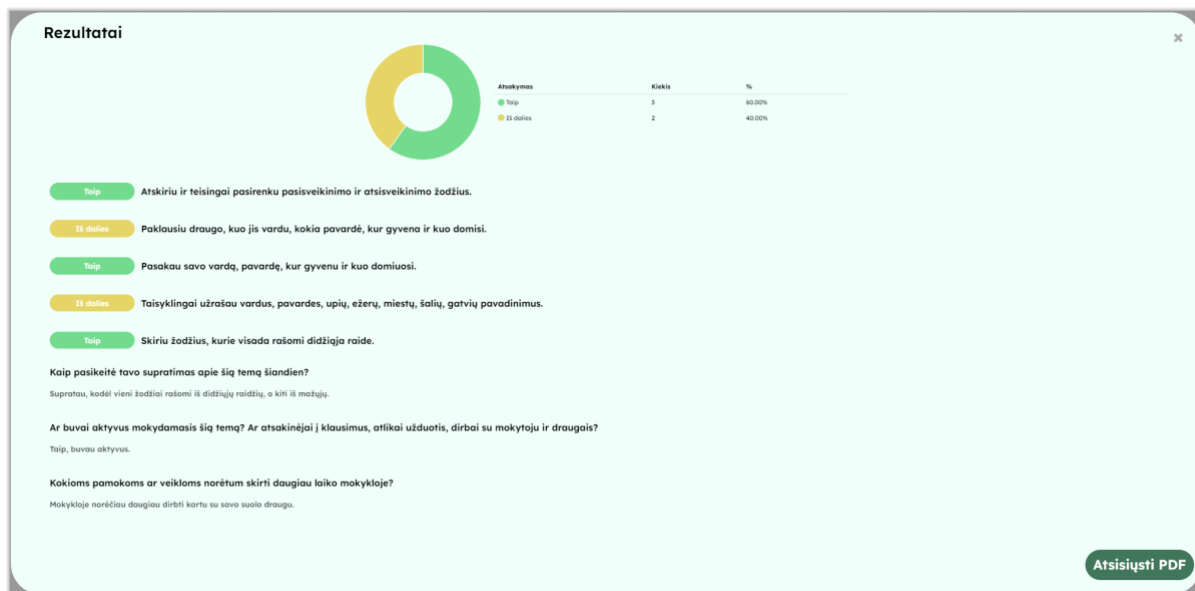 Rezultatai
×
Atsakymas Kiekis %
Taip 3 60.00%
Iš dalies 2 40.00%
Taip Atskiriu ir teisingai pasirenku pasisveikinimo ir atsisveikinimo žodžius.
Iš dalies Paklausiu draugo, kuo jis vardu, kokia pavardė, kur gyvena ir kuo domisi.
Taip Pasakau savo vardą, pavardę, kur gyvenu ir kuo domiuosi.
Iš dalies Taisyklingai užrašau vardus, pavardes, upių, ežerų, miestų, šalių, gatvių pavadinimus.
Taip Skiriu žodžius, kurie visada rašomi didžiąja raide.
Kaip pasikeitė tavo supratimas apie šią temą šiandien?
Supratau, kodėl vieni žodžiai rašomi iš didžiųjų raidžių, o kiti iš mažųjų.
Ar buvai aktyvus mokydamasis šią temą? Ar atsakinėjai į klausimus, atlikai užduotis, dirbai su mokytoju ir draugais?
Taip, buvau aktyvus.
Kokioms pamokoms ar veikloms norėtum skirti daugiau laiko mokykloje?
Mokykloje norėčiau daugiau dirbti kartu su savo suolo draugu.
Atsisiųsti PDF